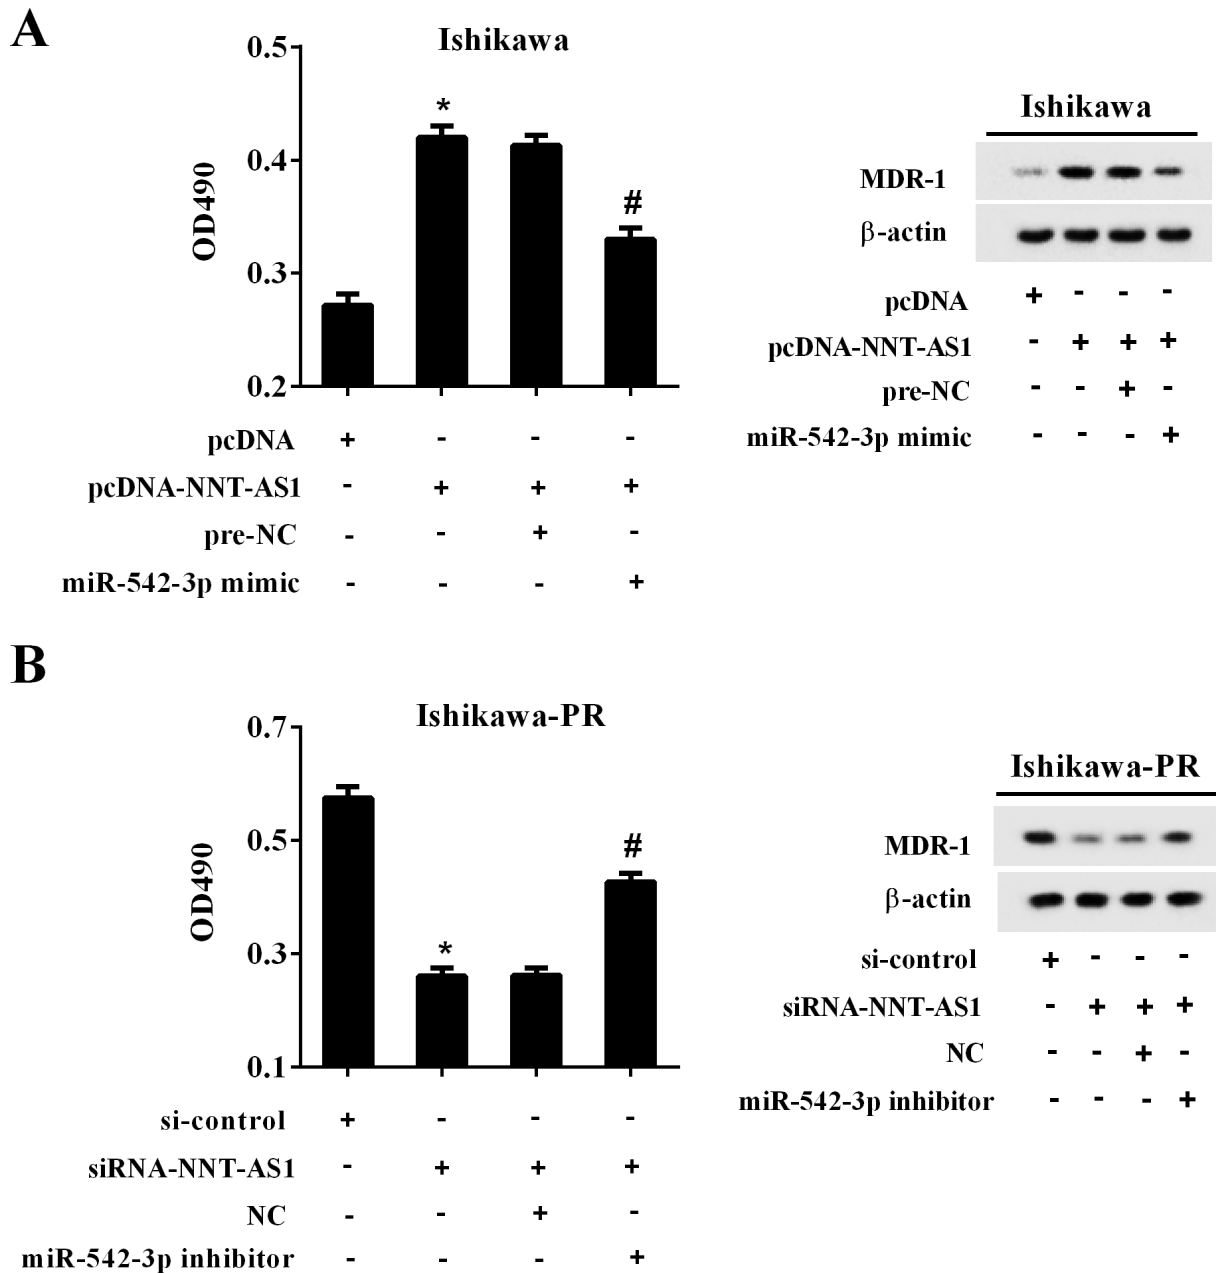 A
Ishikawa
0.5
0.4
0.3
0.2
OD490
*
#
pcDNA + - - -
pcDNA-NNT-AS1 - + + +
pre-NC - - + -
miR-542-3p mimic - - - +
Ishikawa
MDR-1
β-actin
pcDNA + - - -
pcDNA-NNT-AS1 - + + +
pre-NC - - + -
miR-542-3p mimic - - - +
B
Ishikawa-PR
0.7
0.5
0.3
0.1
OD490
*
#
si-control + - - -
siRNA-NNT-AS1 - + + +
NC - - + -
miR-542-3p inhibitor - - - +
Ishikawa-PR
MDR-1
β-actin
si-control + - - -
siRNA-NNT-AS1 - + + +
NC - - + -
miR-542-3p inhibitor - - - +